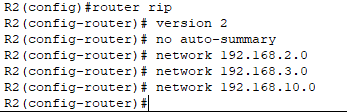 R2(config)#router rip
R2(config-router)# version 2
R2(config-router)# no auto-summary
R2(config-router)# network 192.168.2.0
R2(config-router)# network 192.168.3.0
R2(config-router)# network 192.168.10.0
R2(config-router)#